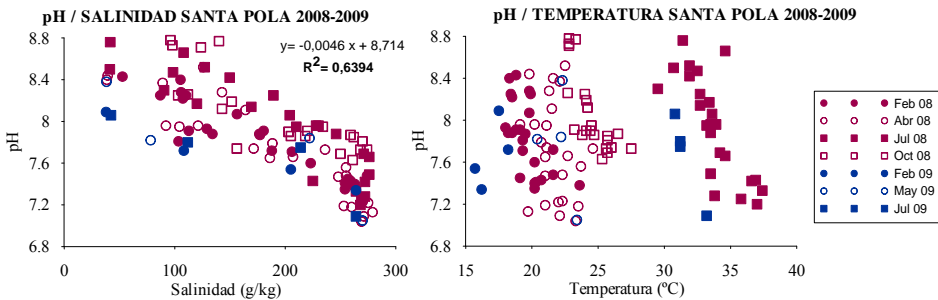 pH / SALINIDAD SANTA POLA 2008-2009
y= -0,0046 x + 8,714
R2= 0,6394
pH
8.8
8.4
8.0
7.6
7.2
6.8
0
100
200
300
Salinidad (g/kg)
pH / TEMPERATURA SANTA POLA 2008-2009
pH
8.8
8.4
8.0
7.6
7.2
6.8
15
20
25
30
35
40
Temperatura (ºC)
Feb 08
Abr 08
Jul 08
Oct 08
Feb 09
May 09
Jul 09